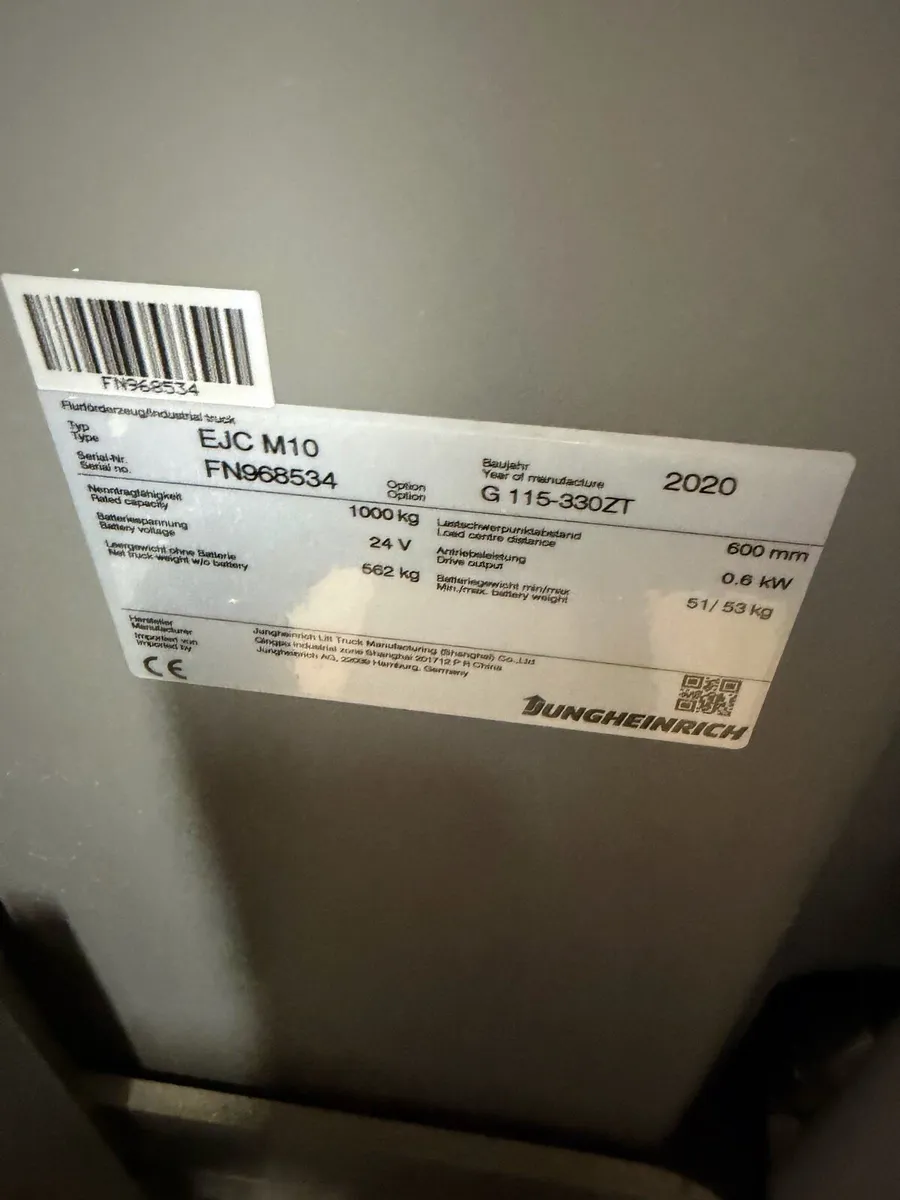 FN968534
Flurförderzeug/Industrial truck
Typ EJC M10 Baujahr 2020
Type Year of manufacture
Serial-Nr. FN968534 Option G 115-330ZT
Serial no. Option
Nenntragfähigkeit 1000 kg Lastschwerpunktabstand 600 mm
Rated capacity Load centre distance
Batteriespannung 24 V Antriebsleistung 0.6 kW
Battery voltage Drive output
Leergewicht ohne Batterie 562 kg Batteriegewicht min/max 51/ 53 kg
Net truck weight w/o battery Min./max. battery weight
Hersteller Jungheinrich Lift Truck Manufacturing (Shanghai) Co.,Ltd
Manufacturer Qingpu industrial zone Shanghai 201712 P R China
Importiert von Jungheinrich AG, 22039 Hamburg, Germany
Imported by
CE
JUNGHEINRICH